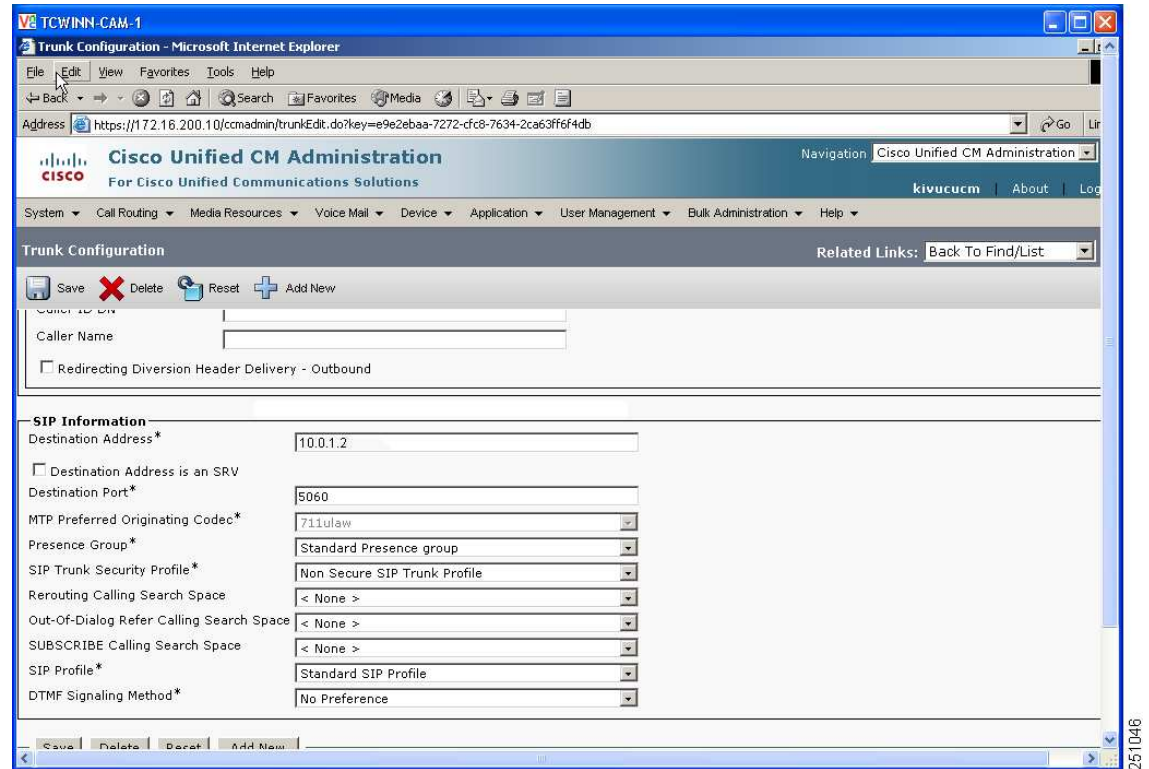 TCWINN-CAM-1
Trunk Configuration - Microsoft Internet Explorer
File Edit View Favorites Tools Help
Back Search Favorites Media
Address https://172.16.200.10/ccmadmin/trunkEdit.do?key=e9e2ebaa-7272-cfc8-7634-2ca63ff6f4db Go
CISCO
Cisco Unified CM Administration
For Cisco Unified Communications Solutions
Navigation Cisco Unified CM Administration
kivucucm | About | Log
System Call Routing Media Resources Voice Mail Device Application User Management Bulk Administration Help
Trunk Configuration
Related Links: Back To Find/List
Save Delete Reset Add New
Caller ID DN
Caller Name
Redirecting Diversion Header Delivery - Outbound
SIP Information
Destination Address* 10.0.1.2
Destination Address is an SRV
Destination Port* 5060
MTP Preferred Originating Codec* 711ulaw
Presence Group* Standard Presence group
SIP Trunk Security Profile* Non Secure SIP Trunk Profile
Rerouting Calling Search Space < None >
Out-Of-Dialog Refer Calling Search Space < None >
SUBSCRIBE Calling Search Space < None >
SIP Profile* Standard SIP Profile
DTMF Signaling Method* No Preference
Save Delete Reset Add New
251046